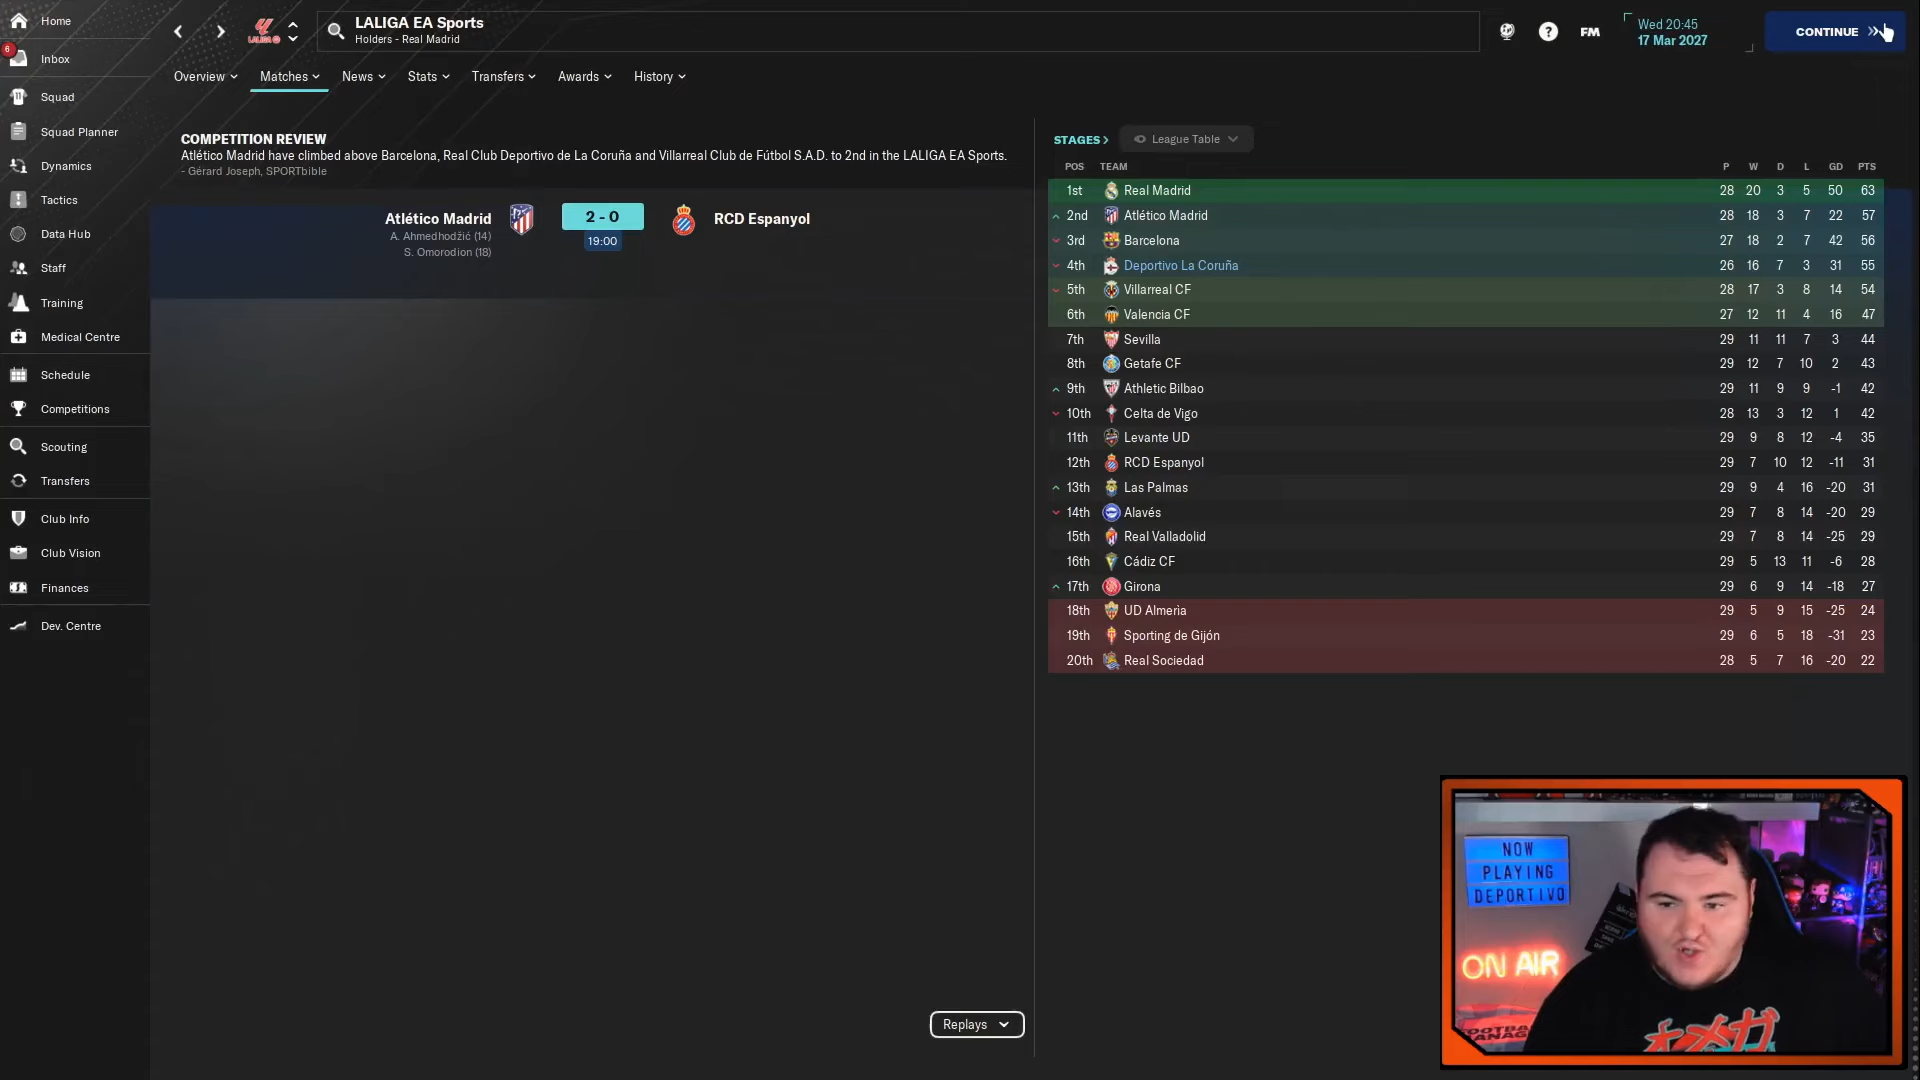 Home
6
Inbox
Squad
Squad Planner
Dynamics
Tactics
Data Hub
Staff
Training
Medical Centre
Schedule
Competitions
Scouting
Transfers
Club Info
Club Vision
Finances
Dev. Centre
LALIGA EA Sports
Holders - Real Madrid
FM
Wed 20:45
17 Mar 2027
CONTINUE
Overview Matches News Stats Transfers Awards History
COMPETITION REVIEW
Atlético Madrid have climbed above Barcelona, Real Club Deportivo de La Coruña and Villarreal Club de Fútbol S.A.D. to 2nd in the LALIGA EA Sports.
- Gérard Joseph, SPORTbible
Atlético Madrid 2 - 0 RCD Espanyol
A. Ahmedhodžić (14) 19:00
S. Omorodion (18)
Replays
STAGES League Table
POS TEAM P W D L GD PTS
1st Real Madrid 28 20 3 5 50 63
2nd Atlético Madrid 28 18 3 7 22 57
3rd Barcelona 27 18 2 7 42 56
4th Deportivo La Coruña 26 16 7 3 31 55
5th Villarreal CF 28 17 3 8 14 54
6th Valencia CF 27 12 11 4 16 47
7th Sevilla 29 11 11 7 3 44
8th Getafe CF 29 12 7 10 2 43
9th Athletic Bilbao 29 11 9 9 -1 42
10th Celta de Vigo 28 13 3 12 1 42
11th Levante UD 29 9 8 12 -4 35
12th RCD Espanyol 29 7 10 12 -11 31
13th Las Palmas 29 9 4 16 -20 31
14th Alavés 29 7 8 14 -20 29
15th Real Valladolid 29 7 8 14 -25 29
16th Cádiz CF 29 5 13 11 -6 28
17th Girona 29 6 9 14 -18 27
18th UD Almería 29 5 9 15 -25 24
19th Sporting de Gijón 29 6 5 18 -31 23
20th Real Sociedad 28 5 7 16 -20 22
NOW
PLAYING
DEPORTIVO
ON AIR
オメガ